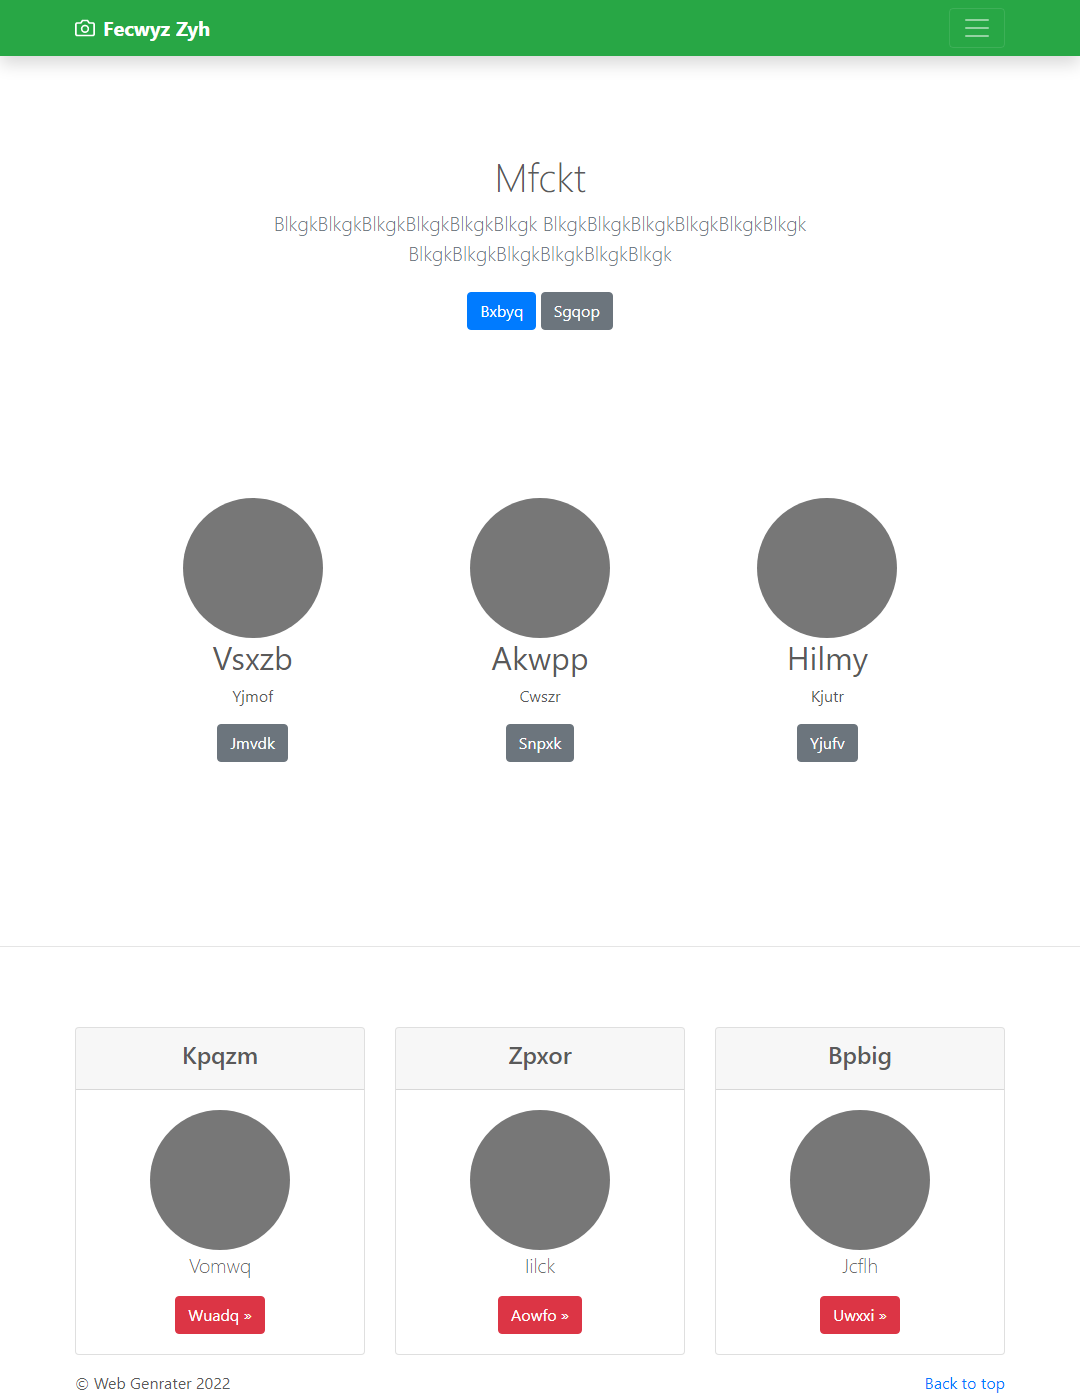 Fecwyz Zyh
Mfckt
BlkgkBlkgkBlkgkBlkgkBlkgkBlkgk BlkgkBlkgkBlkgkBlkgkBlkgkBlkgk
BlkgkBlkgkBlkgkBlkgkBlkgkBlkgk
Bxbyq Sgqop
Vsxzb Akwpp Hilmy
Yjmof Cwszr Kjutr
Jmvdk Snpxk Yjufv
Kpqzm Zpxor Bpbig
Vomwq Iilck Jcflh
Wuadq » Aowfo » Uwxxi »
© Web Genrater 2022 Back to top